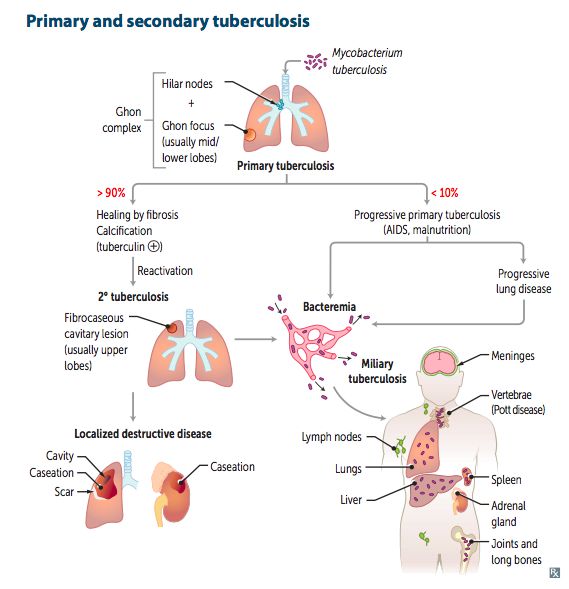 Primary and secondary tuberculosis
Mycobacterium
tuberculosis
Hilar nodes
+
Ghon
complex
Ghon focus
(usually mid/
lower lobes)
Primary tuberculosis
> 90%
< 10%
Healing by fibrosis
Calcification
(tuberculin ⊕)
Progressive primary tuberculosis
(AIDS, malnutrition)
Reactivation
Progressive
lung disease
2° tuberculosis
Bacteremia
Fibrocaseous
cavitary lesion
(usually upper
lobes)
Miliary
tuberculosis
Meninges
Vertebrae
(Pott disease)
Localized destructive disease
Lymph nodes
Cavity
Caseation
Scar
Caseation
Lungs
Liver
Spleen
Adrenal
gland
Joints and
long bones
Rx